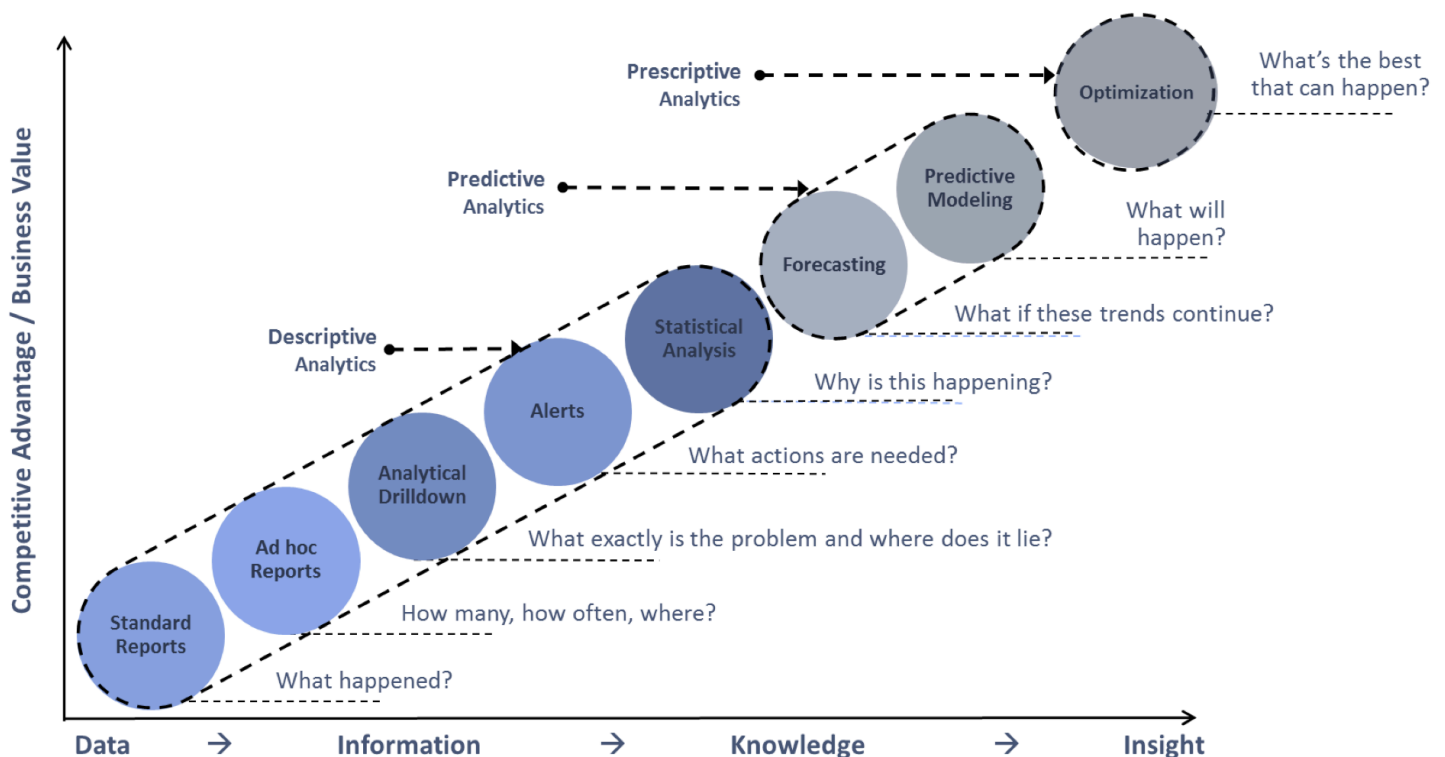 What's the best
that can happen?
Prescriptive
Analytics
Optimization
Predictive
Analytics
Predictive
Modeling
What will
happen?
Forecasting
What if these trends continue?
Descriptive
Analytics
Statistical
Analysis
Why is this happening?
Alerts
What actions are needed?
Analytical
Drilldown
What exactly is the problem and where does it lie?
Ad hoc
Reports
How many, how often, where?
Standard
Reports
What happened?
Competitive Advantage / Business Value
Data → Information → Knowledge → Insight